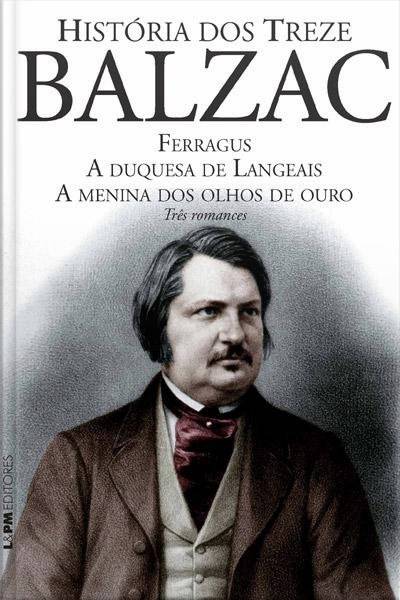 HISTÓRIA DOS TREZE
BALZAC
FERRAGUS
A DUQUESA DE LANGEAIS
A MENINA DOS OLHOS DE OURO
Três romances
L&PM EDITORES